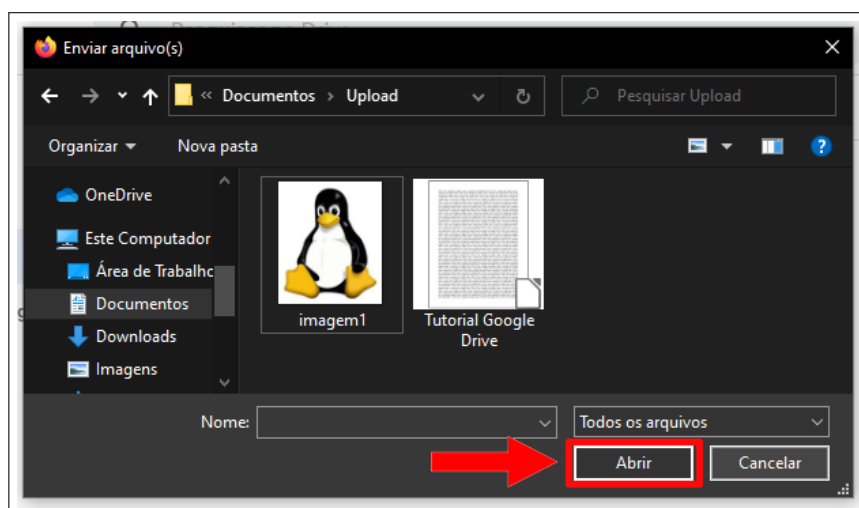 Enviar arquivo(s)
Documentos
Upload
Pesquisar Upload
Organizar
Nova pasta
OneDrive
Este Computador
Área de Trabalho
Documentos
Downloads
Imagens
imagem1
Tutorial Google
Drive
Nome:
Todos os arquivos
Abrir
Cancelar